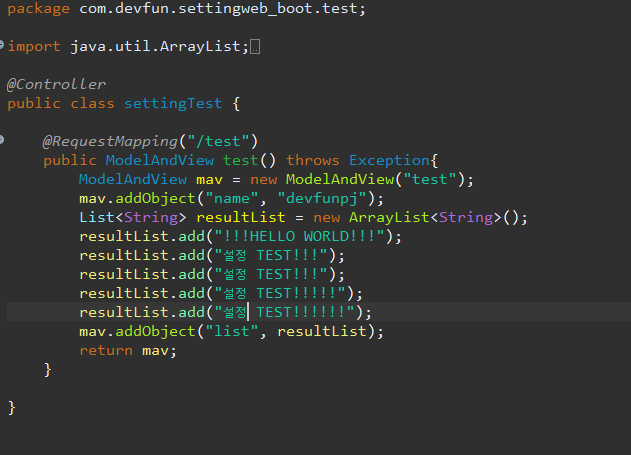 package com.devfun.settingweb_boot.test;
import java.util.ArrayList;
@Controller
public class settingTest {
@RequestMapping("/test")
public ModelAndView test() throws Exception{
ModelAndView mav = new ModelAndView("test");
mav.addObject("name", "devfunpj");
List<String> resultList = new ArrayList<String>();
resultList.add("!!!HELLO WORLD!!!");
resultList.add("설정 TEST!!!");
resultList.add("설정 TEST!!!");
resultList.add("설정 TEST!!!!!");
resultList.add("설정 TEST!!!!!!");
mav.addObject("list", resultList);
return mav;
}
}